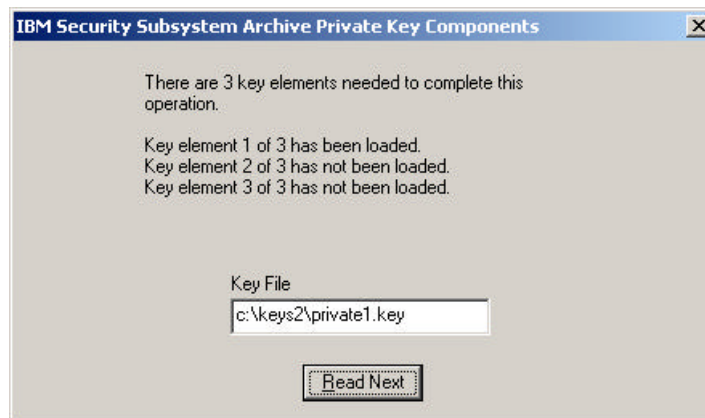 IBM Security Subsystem Archive Private Key Components
There are 3 key elements needed to complete this
operation.
Key element 1 of 3 has been loaded.
Key element 2 of 3 has not been loaded.
Key element 3 of 3 has not been loaded.
Key File
c:\keys2\private1.key
Read Next